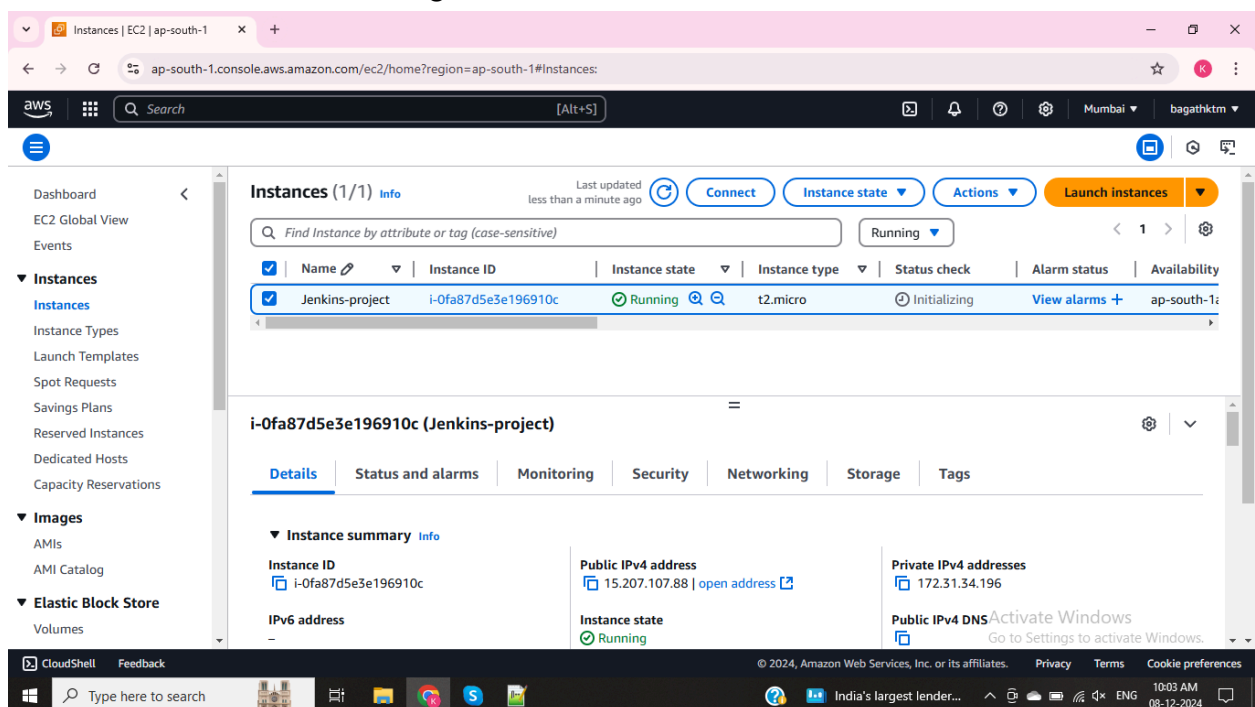 Instances | EC2 | ap-south-1
ap-south-1.console.aws.amazon.com/ec2/home?region=ap-south-1#Instances:
K
aws
Search
[Alt+S]
Mumbai
bagathktm
Dashboard
EC2 Global View
Events
Instances
Instances
Instance Types
Launch Templates
Spot Requests
Savings Plans
Reserved Instances
Dedicated Hosts
Capacity Reservations
Images
AMIs
AMI Catalog
Elastic Block Store
Volumes
Instances (1/1) Info
Last updated
less than a minute ago
Connect
Instance state
Actions
Launch instances
Find Instance by attribute or tag (case-sensitive)
Running
1
Name Instance ID Instance state Instance type Status check Alarm status Availability
Jenkins-project i-0fa87d5e3e196910c Running t2.micro Initializing View alarms + ap-south-1a
i-0fa87d5e3e196910c (Jenkins-project)
Details Status and alarms Monitoring Security Networking Storage Tags
Instance summary Info
Instance ID
i-0fa87d5e3e196910c
Public IPv4 address
15.207.107.88 | open address
Private IPv4 addresses
172.31.34.196
IPv6 address
–
Instance state
Running
Public IPv4 DNS
Activate Windows
Go to Settings to activate Windows.
CloudShell Feedback
© 2024, Amazon Web Services, Inc. or its affiliates. Privacy Terms Cookie preferences
Type here to search
India's largest lender...
ENG
10:03 AM
08-12-2024